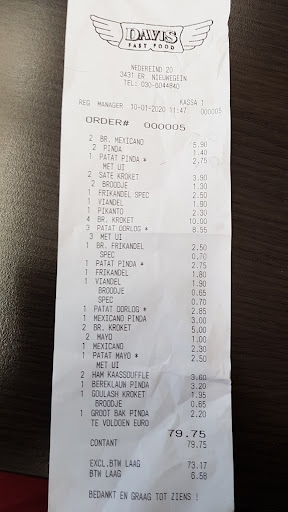 DAVIS
FAST FOOD
NEDEREIND 20
3431 ER. NIEUWEGEIN
TEL: 030-6044840
KASSA 1
REG MANAGER 10-01-2020 11:47 000005
ORDER# 000005
2 BR. MEXICANO 5.90
2 PINDA 1.40
1 PATAT PINDA * 2.75
MET UI
2 SATE KROKET 3.90
2 BROODJE 1.30
1 FRIKANDEL SPEC 2.50
1 VIANDEL 1.90
1 PIKANTO 2.30
4 BR. KROKET 10.00
3 PATAT OORLOG * 8.55
3 MET UI
1 BR. FRIKANDEL 2.50
SPEC 0.70
1 PATAT PINDA * 2.75
1 FRIKANDEL 1.80
1 VIANDEL 1.90
BROODJE 0.65
SPEC 0.70
1 PATAT OORLOG * 2.85
1 MEXICANO PINDA 3.00
2 BR. KROKET 5.00
2 MAYO 1.00
1 MEXICANO 2.30
1 PATAT MAYO * 2.50
MET UI
2 HAM KAASSOUFFLE 3.60
1 BEREKLAUW PINDA 3.20
1 GOULASH KROKET 1.95
BROODJE 0.65
1 GROOT BAK PINDA 2.20
TE VOLDOEN EURO
79.75
CONTANT 79.75
EXCL.BTW LAAG 73.17
BTW LAAG 6.58
BEDANKT EN GRAAG TOT ZIENS !